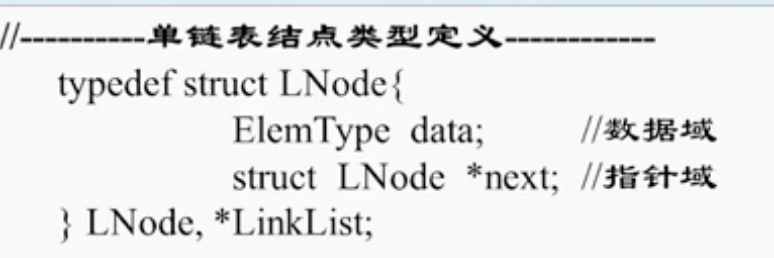 //----------单链表结点类型定义------------
typedef struct LNode{
ElemType data; //数据域
struct LNode *next; //指针域
} LNode, *LinkList;